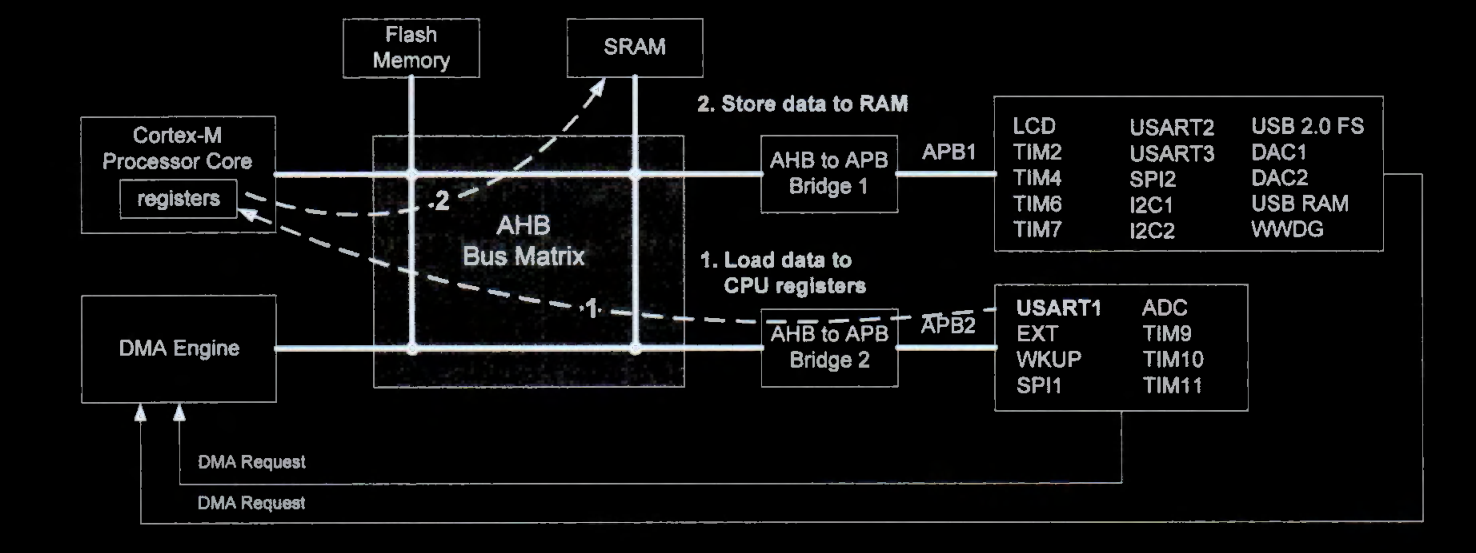 Flash
Memory
SRAM
2. Store data to RAM
Cortex-M
Processor Core
registers
AHB to APB
Bridge 1
APB1
LCD
TIM2
TIM4
TIM6
TIM7
USART2
USART3
SPI2
I2C1
I2C2
USB 2.0 FS
DAC1
DAC2
USB RAM
WWDG
2
AHB
Bus Matrix
1. Load data to
CPU registers
1
DMA Engine
AHB to APB
Bridge 2
APB2
USART1
EXT
WKUP
SPI1
ADC
TIM9
TIM10
TIM11
DMA Request
DMA Request